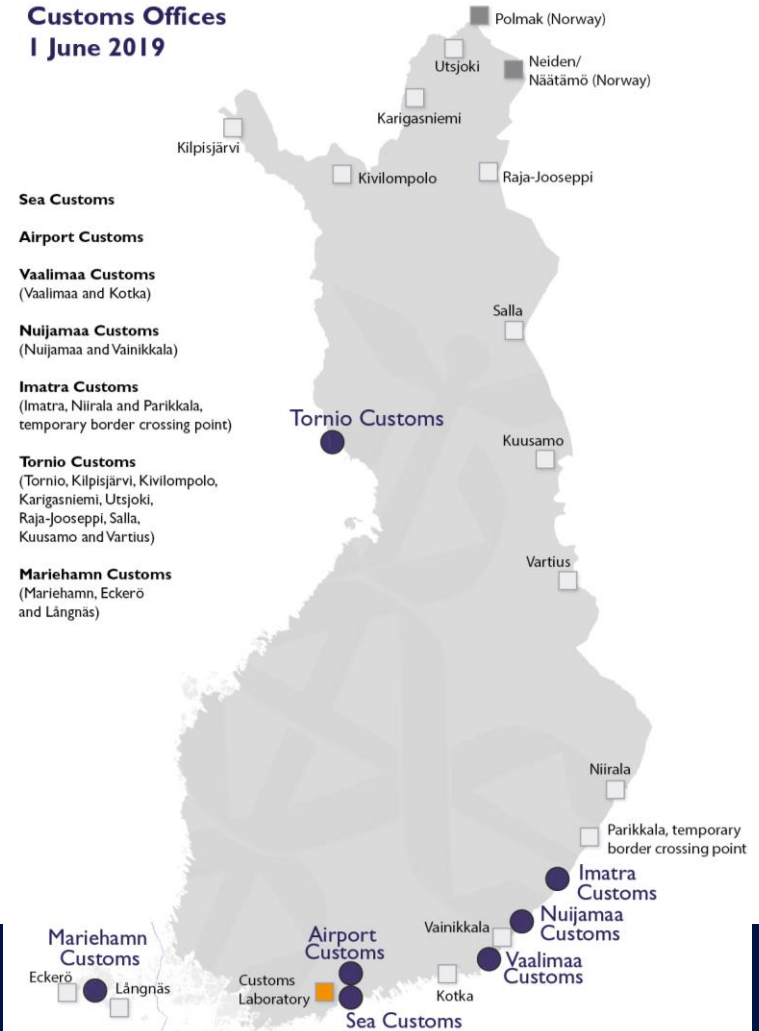 Customs Offices
1 June 2019
Polmak (Norway)
Utsjoki
Neiden/
Näätämö (Norway)
Karigasniemi
Kilpisjärvi
Kivilompolo
Raja-Jooseppi
Sea Customs
Airport Customs
Vaalimaa Customs
(Vaalimaa and Kotka)
Nuijamaa Customs
(Nuijamaa and Vainikkala)
Imatra Customs
(Imatra, Niirala and Parikkala,
temporary border crossing point)
Tornio Customs
(Tornio, Kilpisjärvi, Kivilompolo,
Karigasniemi, Utsjoki,
Raja-Jooseppi, Salla,
Kuusamo and Vartius)
Mariehamn Customs
(Mariehamn, Eckerö
and Långnäs)
Salla
Tornio Customs
Kuusamo
Vartius
Niirala
Parikkala, temporary
border crossing point
Imatra
Customs
Nuijamaa
Customs
Vainikkala
Vaalimaa
Customs
Kotka
Airport
Customs
Customs
Laboratory
Sea Customs
Mariehamn
Customs
Eckerö
Långnäs